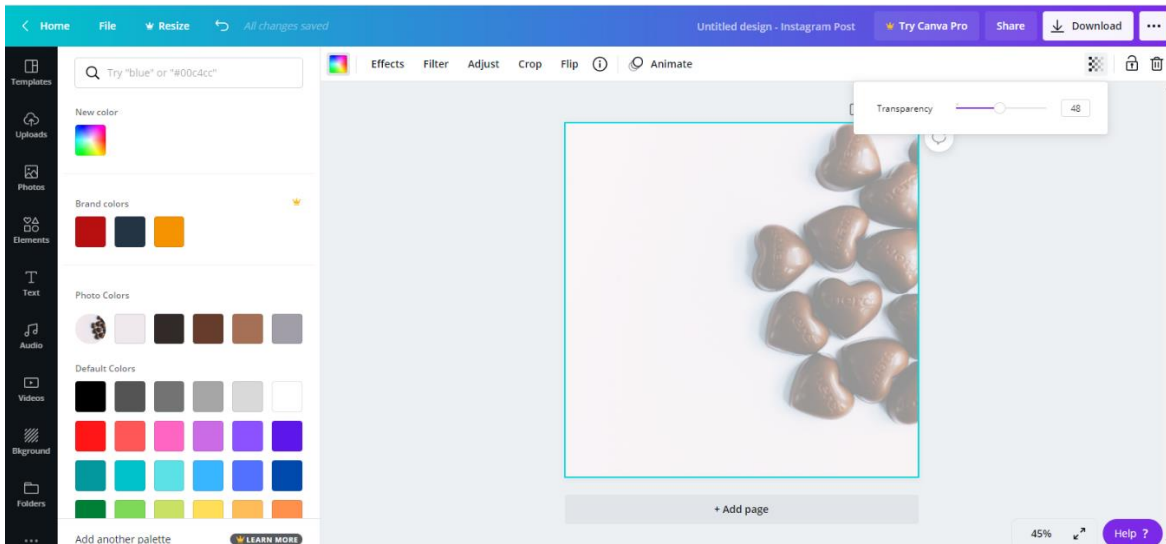 Home File Resize All changes saved Untitled design - Instagram Post Try Canva Pro Share Download
Templates
Uploads
Photos
Elements
Text
Audio
Videos
Bkground
Folders
Try "blue" or "#00c4cc"
New color
Brand colors
Photo Colors
Default Colors
Add another palette LEARN MORE
Effects Filter Adjust Crop Flip Animate
Transparency 48
+ Add page
45% Help ?